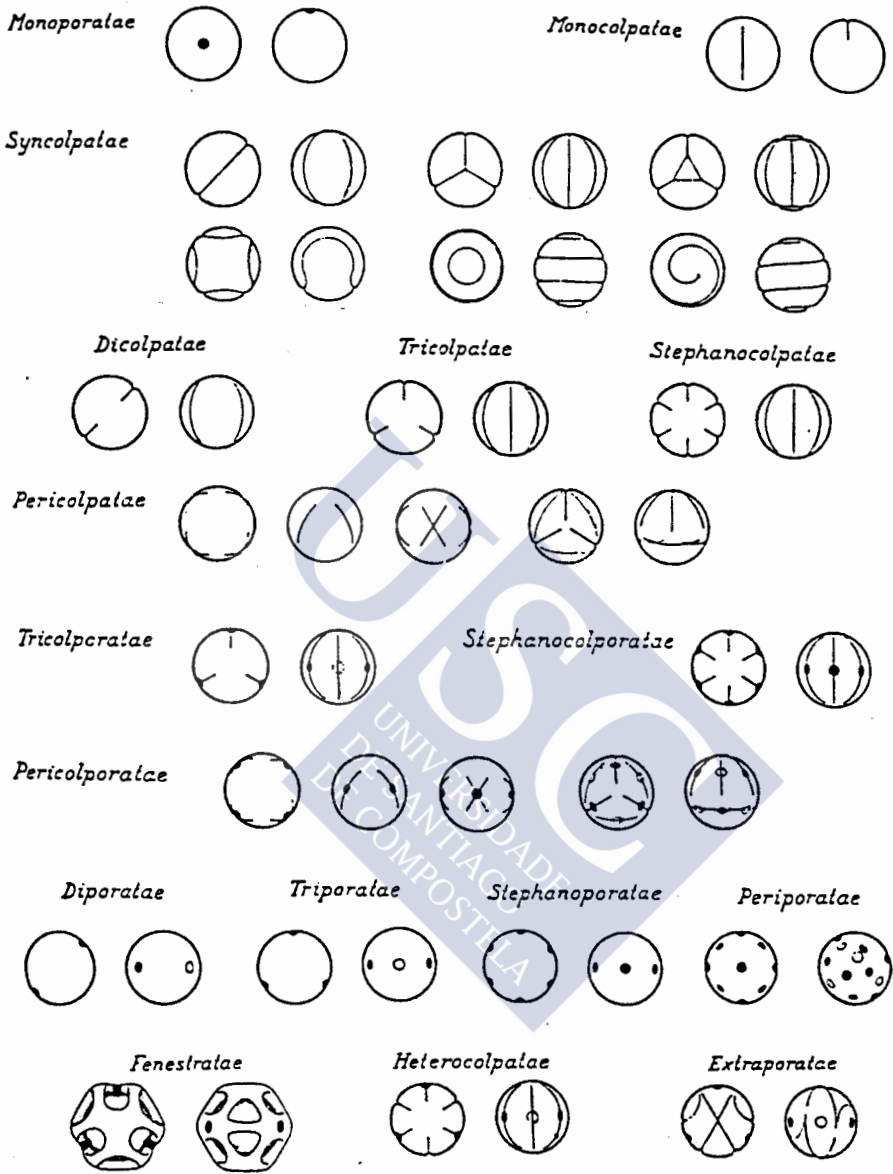 Monoporatae Monocolpatae
Syncolpatae
Dicolpatae Tricolpatae Stephanocolpatae
Pericolpatae
Tricolporatae Stephanocolporatae
Pericolporatae
Diporatae Triporatae Stephanoporatae Periporatae
Fenestratae Heterocolpatae Extraporatae
USC
UNIVERSIDADE
DE SANTIAGO
DE COMPOSTELA